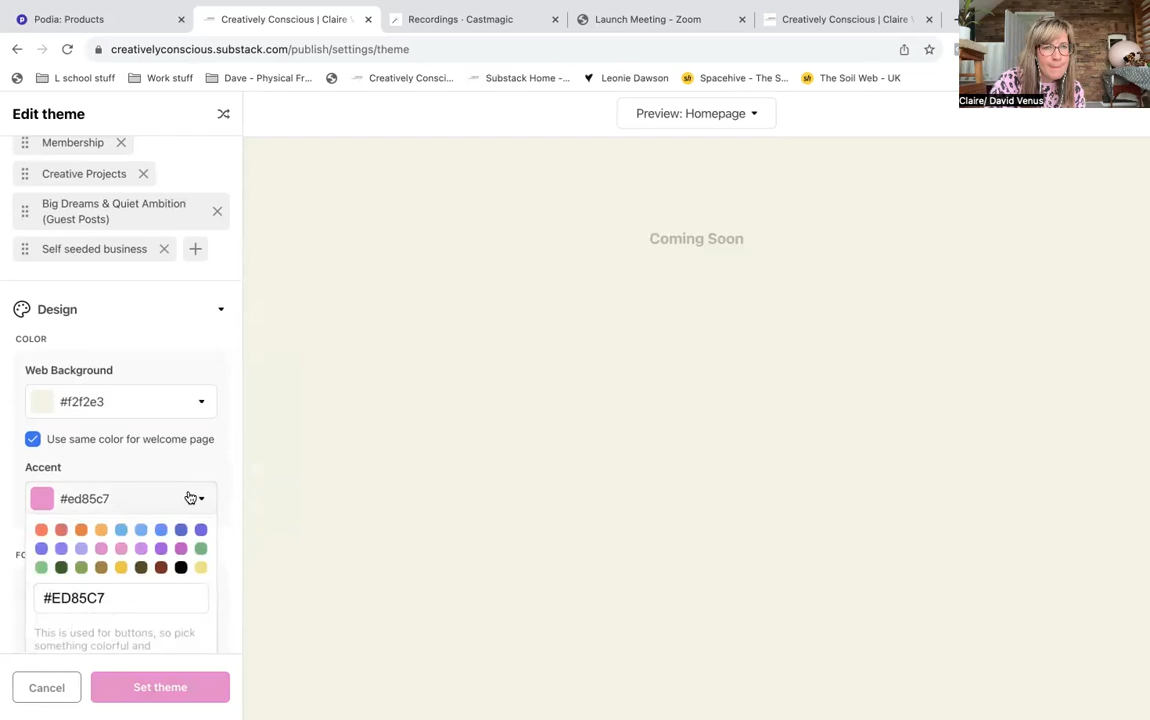 Podia: Products
Creatively Conscious | Claire
Recordings · Castmagic
Launch Meeting - Zoom
Creatively Conscious | Claire
creativelyconscious.substack.com/publish/settings/theme
L school stuff
Work stuff
Dave - Physical Fr...
Creatively Consci...
Substack Home -...
Leonie Dawson
Spacehive - The S...
The Soil Web - UK
Claire/ David Venus
Edit theme
Preview: Homepage
Membership
Creative Projects
Big Dreams & Quiet Ambition
(Guest Posts)
Self seeded business
Coming Soon
Design
COLOR
Web Background
#f2f2e3
Use same color for welcome page
Accent
#ed85c7
FO
#ED85C7
This is used for buttons, so pick
something colorful and
Cancel
Set theme